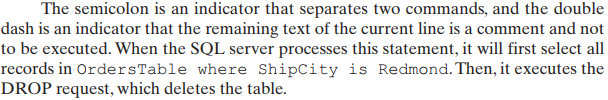 The semicolon is an indicator that separates two commands, and the double
dash is an indicator that the remaining text of the current line is a comment and not
to be executed. When the SQL server processes this statement, it will first select all
records in OrdersTable where ShipCity is Redmond. Then, it executes the
DROP request, which deletes the table.